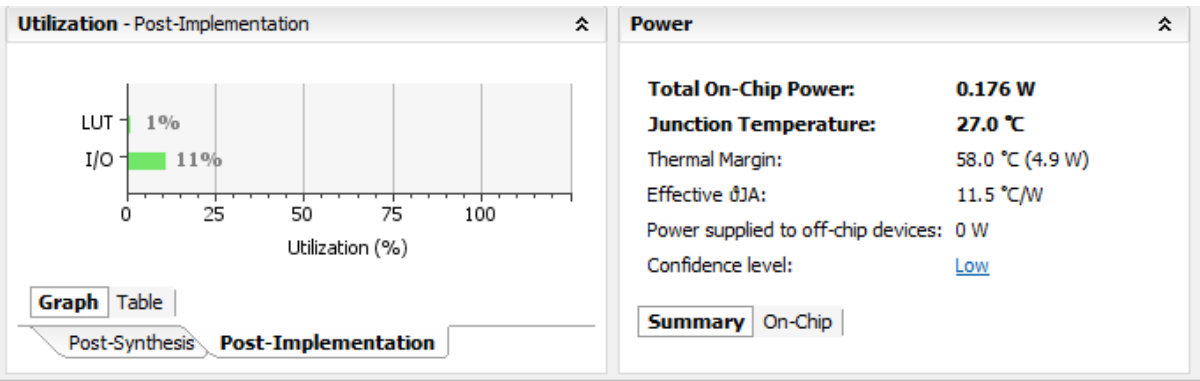 Utilization - Post-Implementation
LUT 1%
I/O 11%
0 25 50 75 100
Utilization (%)
Graph Table
Post-Synthesis Post-Implementation
Power
Total On-Chip Power: 0.176 W
Junction Temperature: 27.0 °C
Thermal Margin: 58.0 °C (4.9 W)
Effective ϑJA: 11.5 °C/W
Power supplied to off-chip devices: 0 W
Confidence level: Low
Summary On-Chip